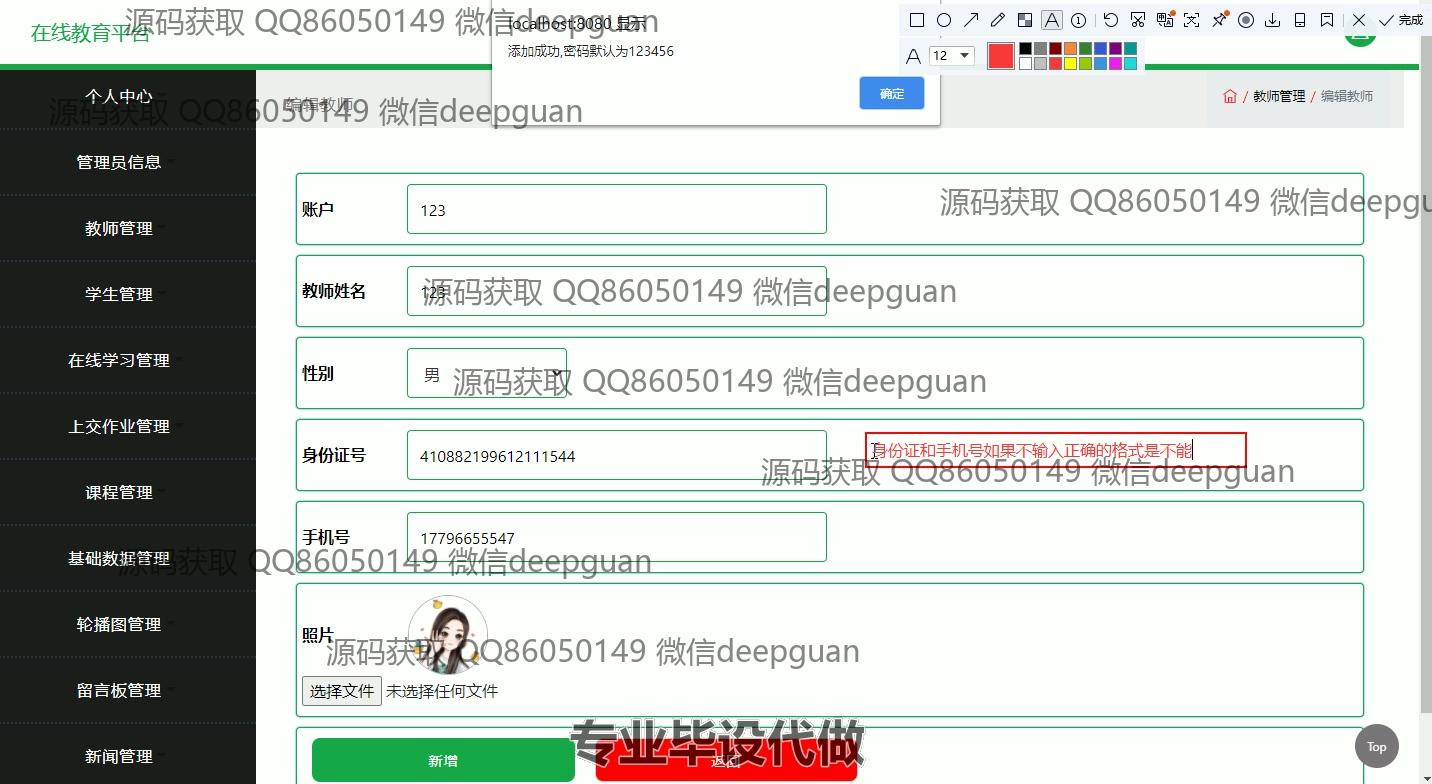 在线教育平台
源码获取 QQ86050149 微信deepguan
localhost:8080 显示
添加成功,密码默认为123456
确定
完成
A 12
个人中心
源码获取 QQ86050149 微信deepguan
编辑教师
/ 教师管理 / 编辑教师
管理员信息
教师管理
学生管理
在线学习管理
上交作业管理
课程管理
基础数据管理
轮播图管理
留言板管理
新闻管理
账户
123
源码获取 QQ86050149 微信deepgu
教师姓名
123
源码获取 QQ86050149 微信deepguan
性别
男
源码获取 QQ86050149 微信deepguan
身份证号
410882199612111544
身份证和手机号如果不输入正确的格式是不能
源码获取 QQ86050149 微信deepguan
手机号
17796655547
源码获取 QQ86050149 微信deepguan
照片
源码获取 QQ86050149 微信deepguan
选择文件 未选择任何文件
专业毕设代做
新增
返回
Top